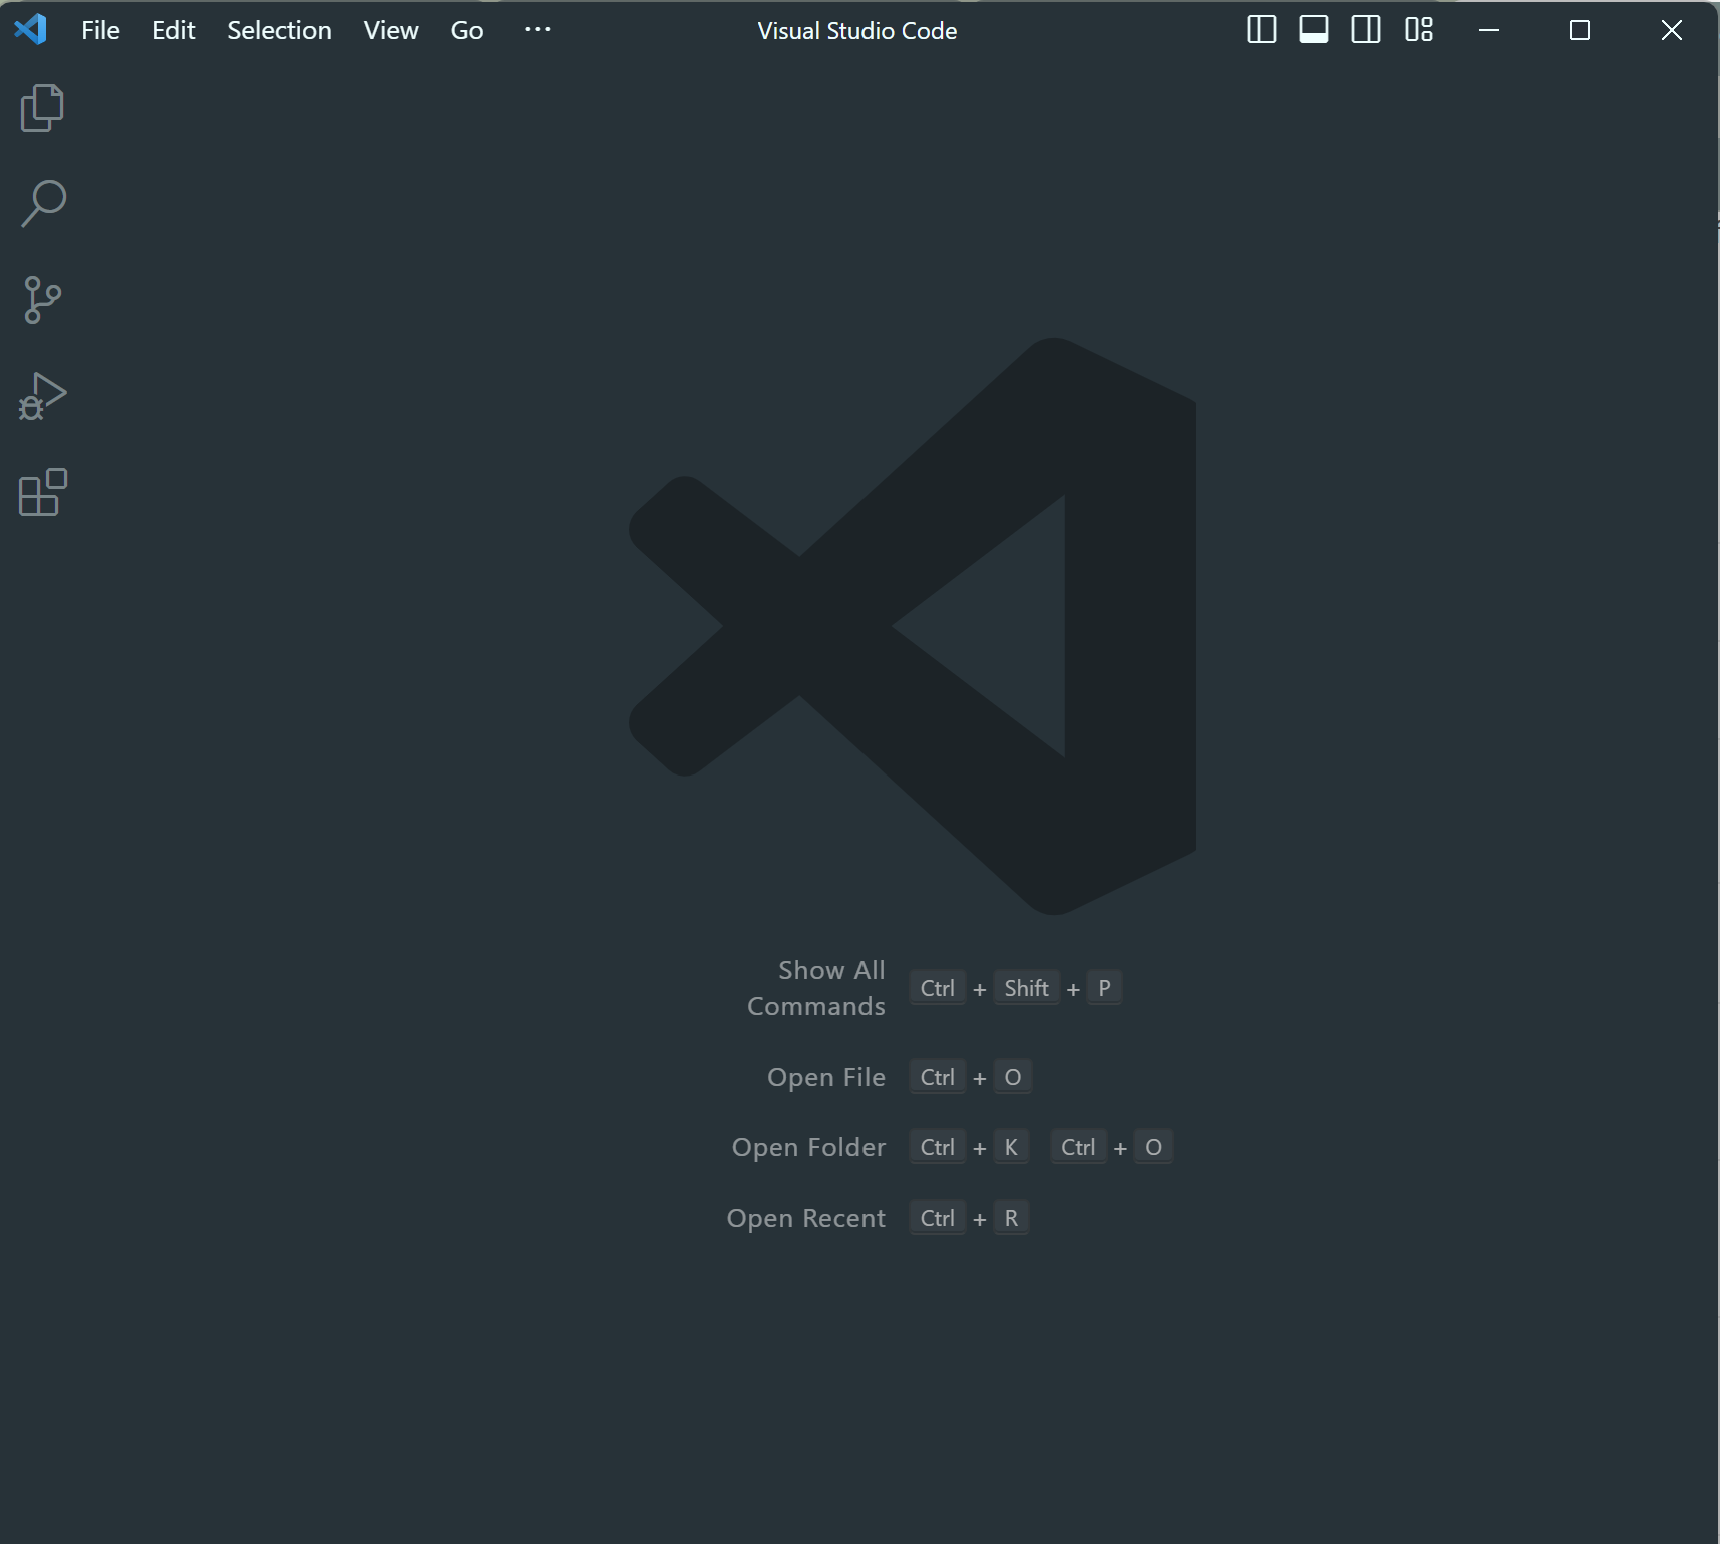 File Edit Selection View Go ··· Visual Studio Code
Show All
Commands Ctrl + Shift + P
Open File Ctrl + O
Open Folder Ctrl + K Ctrl + O
Open Recent Ctrl + R